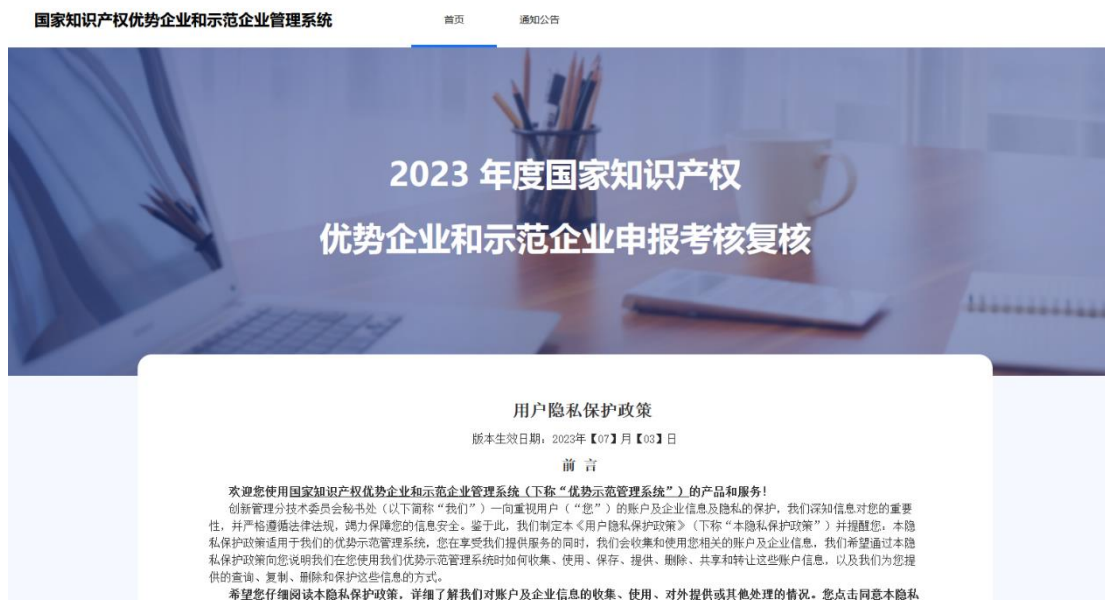 国家知识产权优势企业和示范企业管理系统
首页
通知公告
2023 年度国家知识产权
优势企业和示范企业申报考核复核
用户隐私保护政策
版本生效日期：2023年【07】月【03】日
前 言
欢迎您使用国家知识产权优势企业和示范企业管理系统（下称“优势示范管理系统”）的产品和服务！
创新管理分技术委员会秘书处（以下简称“我们”）一向重视用户（“您”）的账户及企业信息及隐私的保护，我们深知信息对您的重要
性，并严格遵循法律法规，竭力保障您的信息安全。鉴于此，我们制定本《用户隐私保护政策》（下称“本隐私保护政策”）并提醒您：本隐
私保护政策适用于我们的优势示范管理系统，您在享受我们提供服务的同时，我们会收集和使用您相关的账户及企业信息，我们希望通过本隐
私保护政策向您说明我们在您使用我们优势示范管理系统时如何收集、使用、保存、提供、删除、共享和转让这些账户信息，以及我们为您提
供的查询、复制、删除和保护这些信息的方式。
希望您仔细阅读本隐私保护政策，详细了解我们对账户及企业信息的收集、使用、对外提供或其他处理的情况。您点击同意本隐私